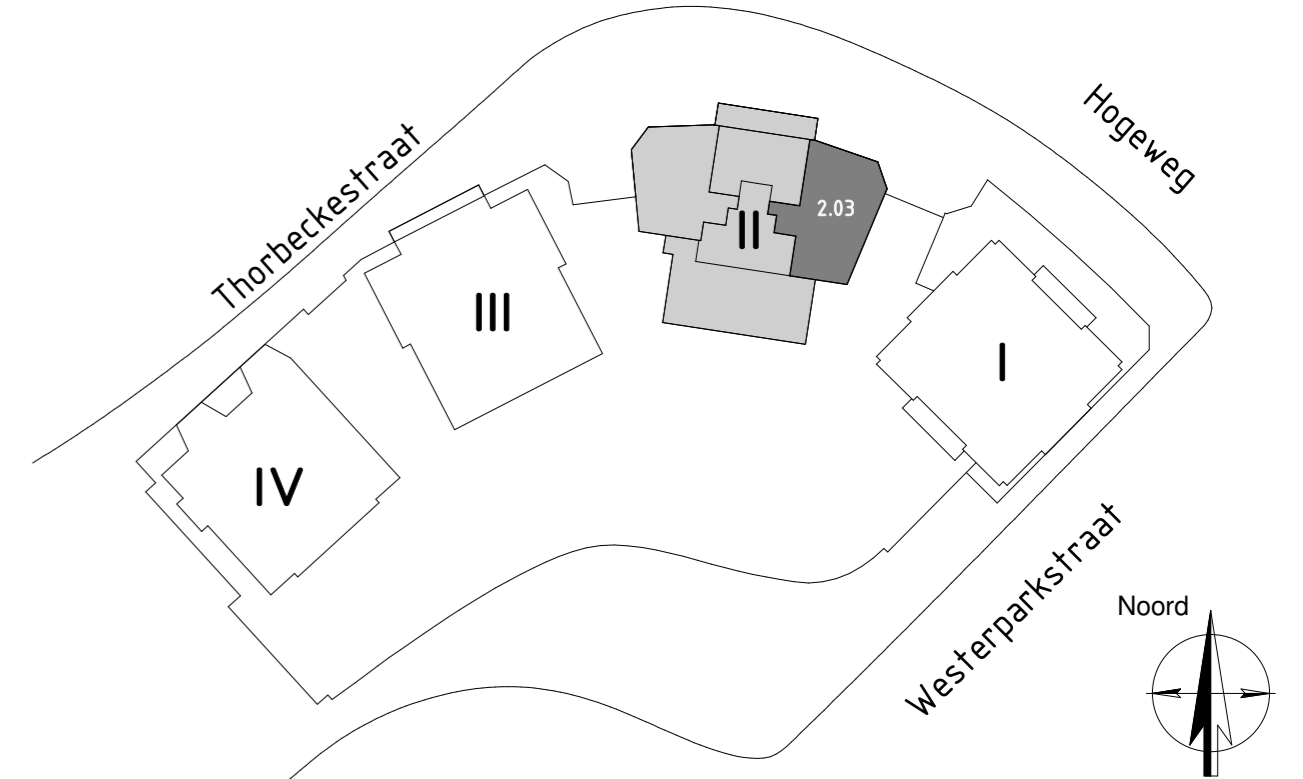 Hogeweg
Thorbeckestraat
2.03
II
III
I
IV
Westerparkstraat
Noord